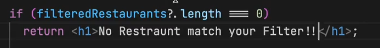 if (filteredRestaurants?.length === 0)
return <h1>No Restraunt match your Filter!!</h1>;